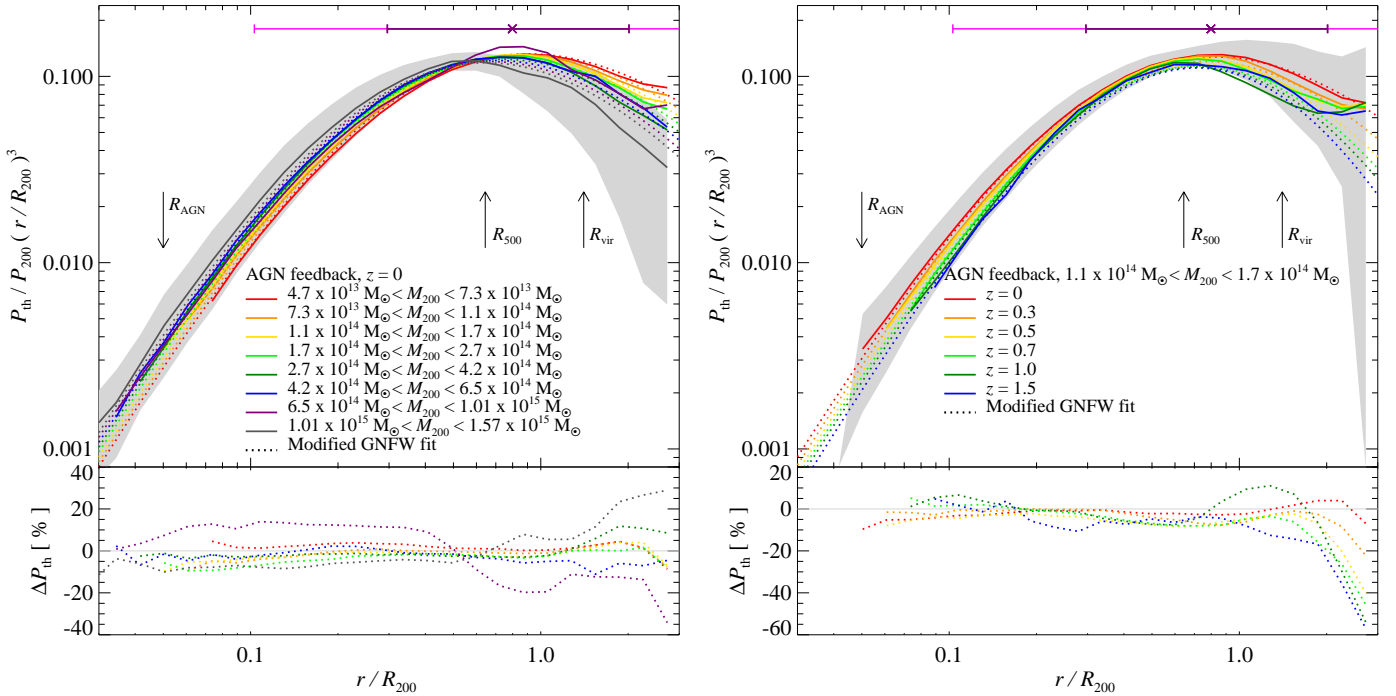 P_th / P_200 ( r / R_200 )^3
0.100
0.010
0.001
R_AGN
R_500
R_vir
AGN feedback, z = 0
4.7 x 10^13 M_⊙ < M_200 < 7.3 x 10^13 M_⊙
7.3 x 10^13 M_⊙ < M_200 < 1.1 x 10^14 M_⊙
1.1 x 10^14 M_⊙ < M_200 < 1.7 x 10^14 M_⊙
1.7 x 10^14 M_⊙ < M_200 < 2.7 x 10^14 M_⊙
2.7 x 10^14 M_⊙ < M_200 < 4.2 x 10^14 M_⊙
4.2 x 10^14 M_⊙ < M_200 < 6.5 x 10^14 M_⊙
6.5 x 10^14 M_⊙ < M_200 < 1.01 x 10^15 M_⊙
1.01 x 10^15 M_⊙ < M_200 < 1.57 x 10^15 M_⊙
Modified GNFW fit
ΔP_th [ % ]
40
20
0
-20
-40
0.1
1.0
r / R_200
P_th / P_200 ( r / R_200 )^3
0.100
0.010
0.001
R_AGN
R_500
R_vir
AGN feedback, 1.1 x 10^14 M_⊙ < M_200 < 1.7 x 10^14 M_⊙
z = 0
z = 0.3
z = 0.5
z = 0.7
z = 1.0
z = 1.5
Modified GNFW fit
ΔP_th [ % ]
20
0
-20
-40
-60
0.1
1.0
r / R_200